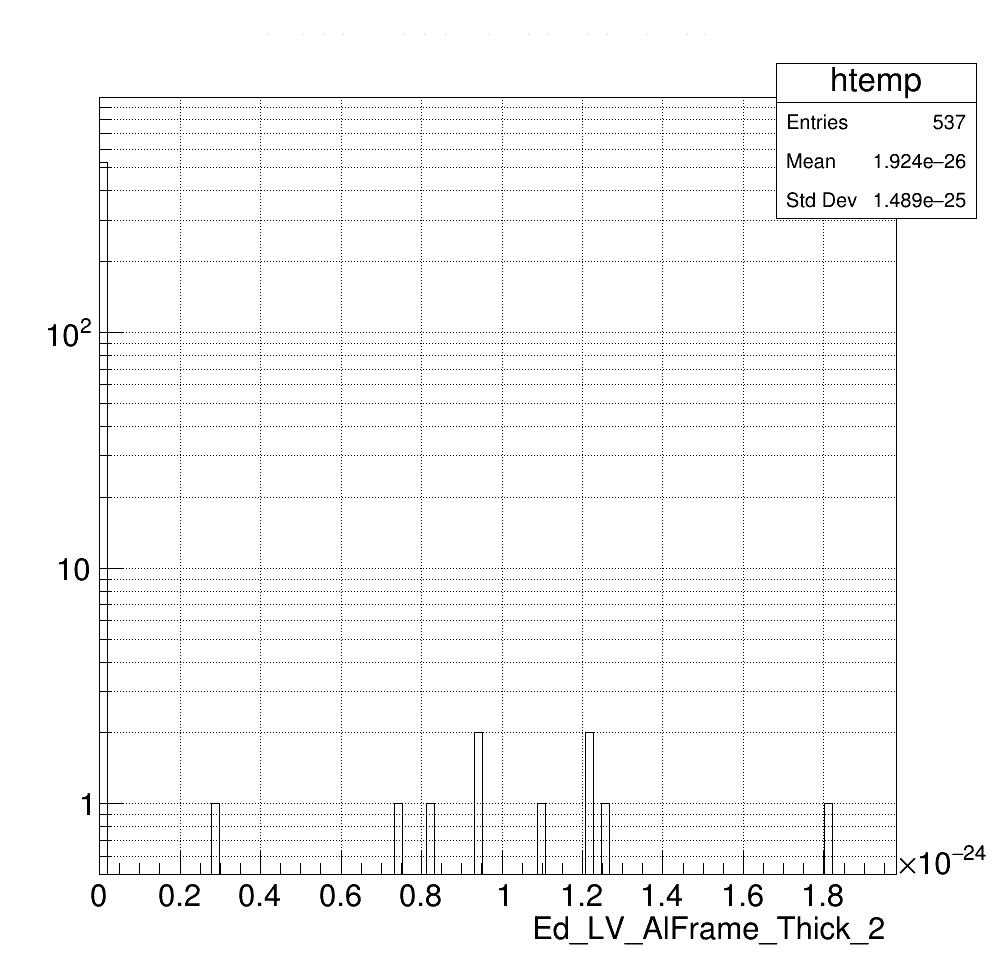 htemp
Entries 537
Mean 1.924e−26
Std Dev 1.489e−25
10²
10
1
0 0.2 0.4 0.6 0.8 1 1.2 1.4 1.6 1.8
×10⁻²⁴
Ed_LV_AlFrame_Thick_2